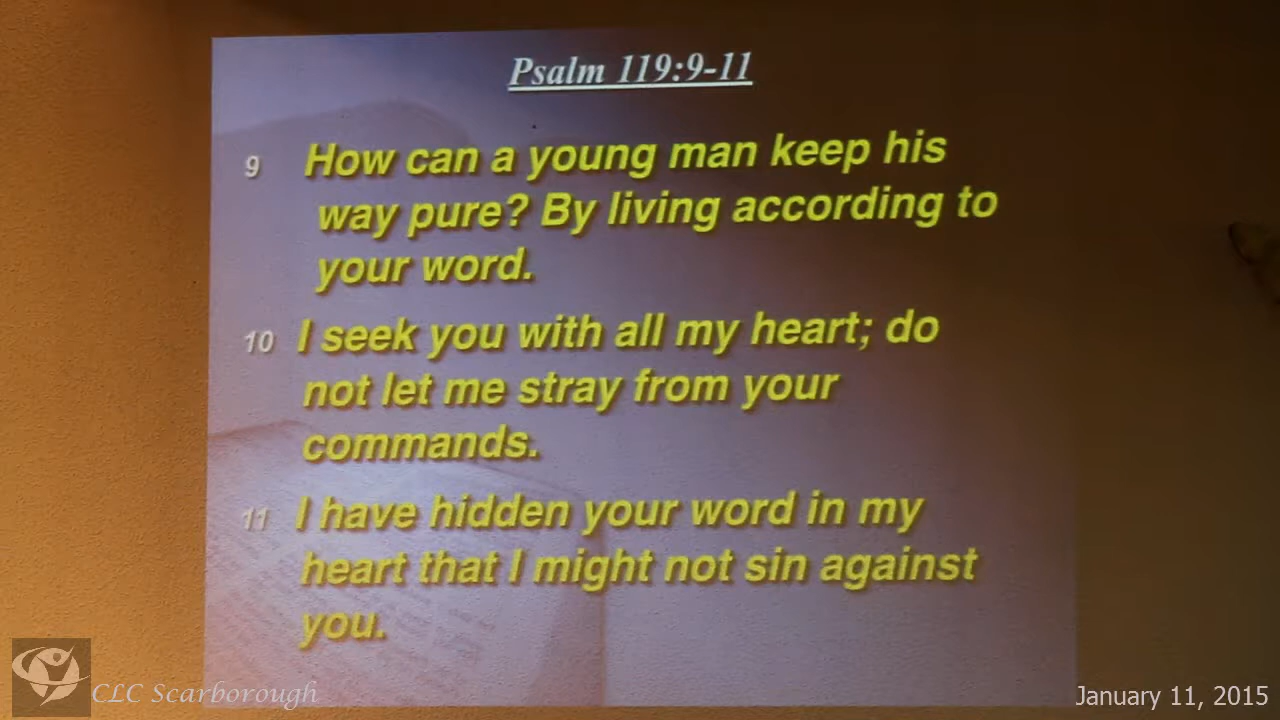 Psalm 119:9-11
9 How can a young man keep his
way pure? By living according to
your word.
10 I seek you with all my heart; do
not let me stray from your
commands.
11 I have hidden your word in my
heart that I might not sin against
you.
CLC Scarborough
January 11, 2015